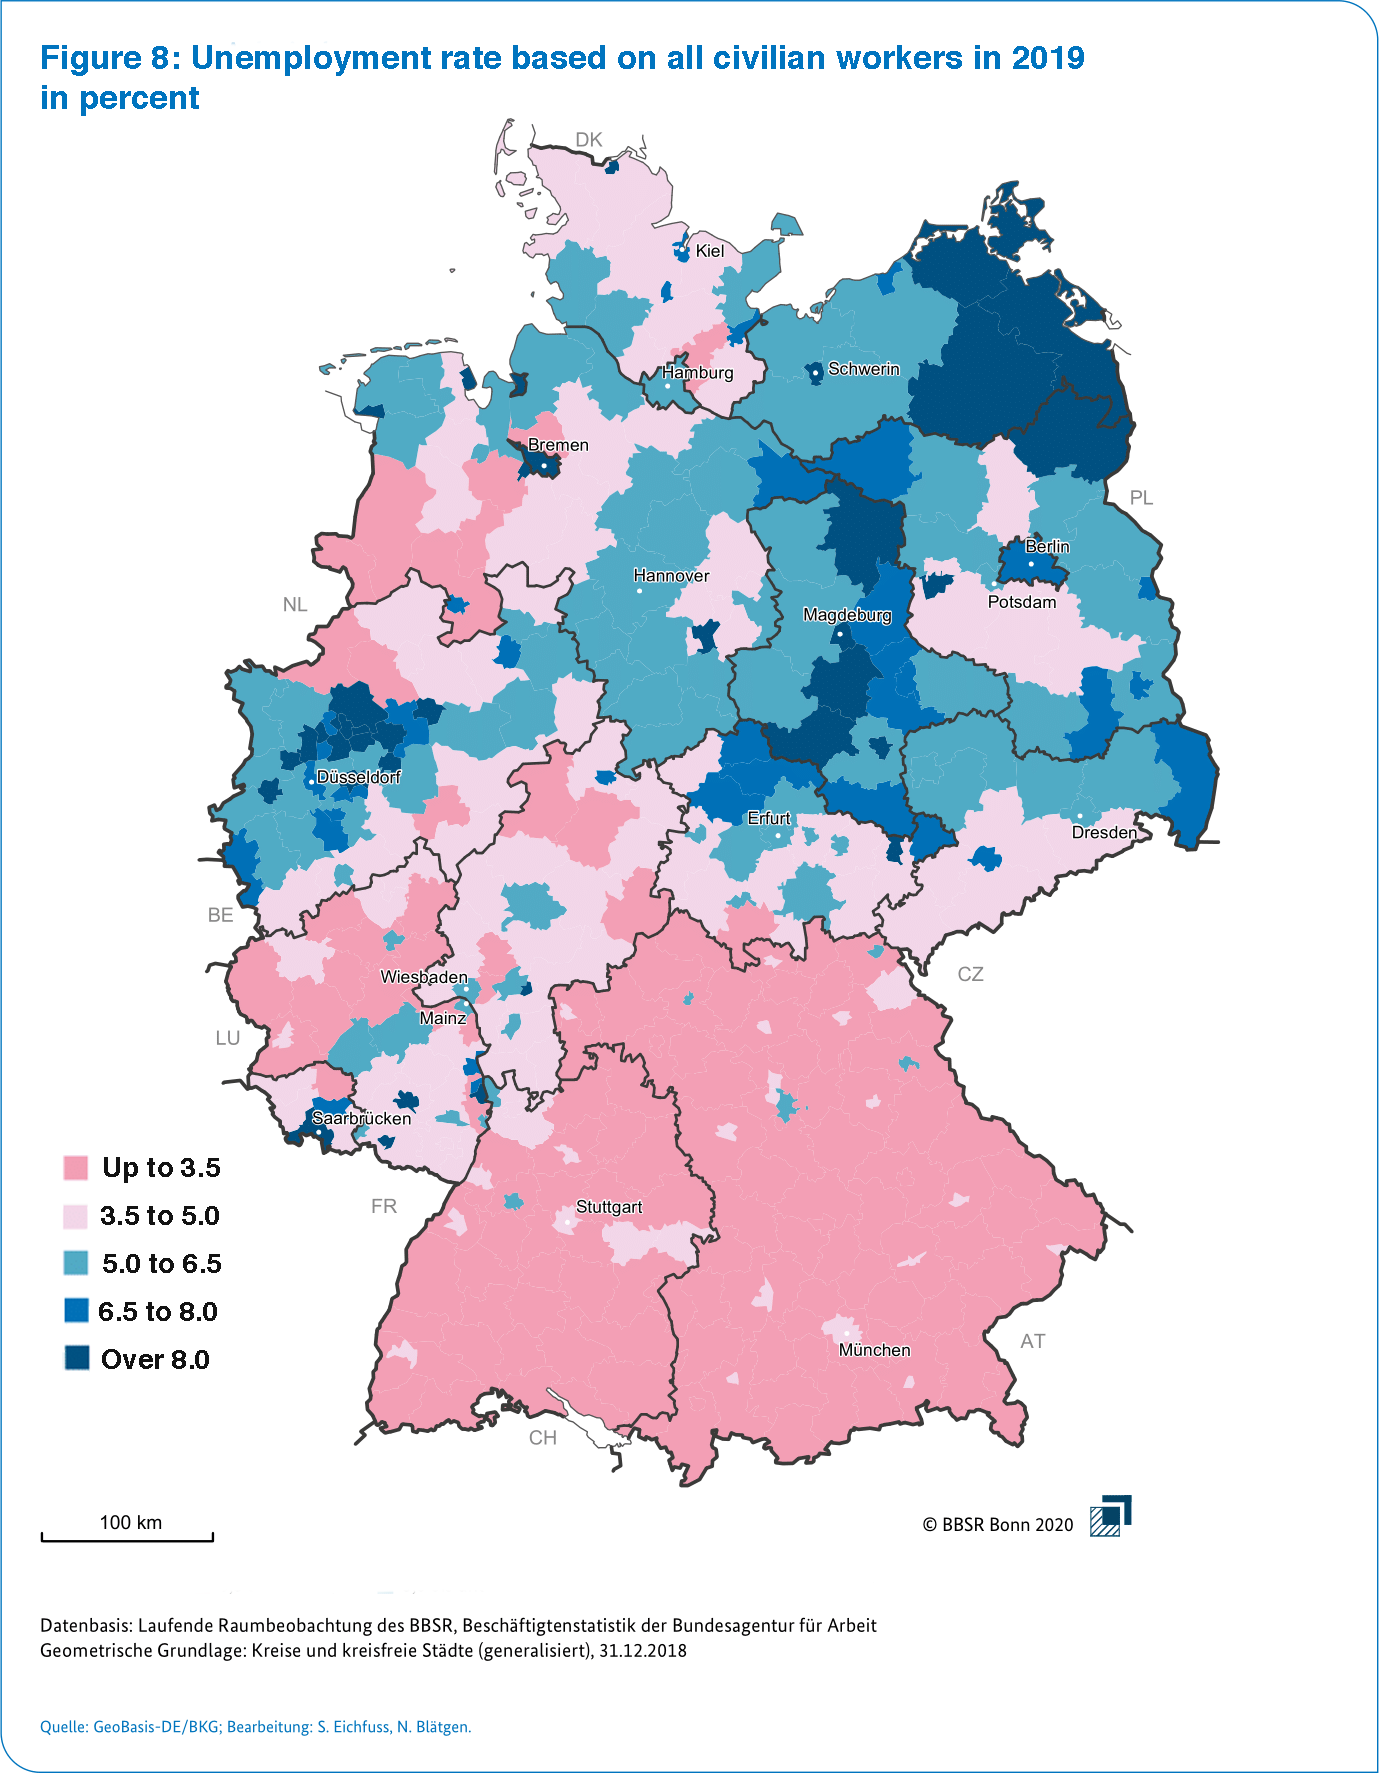 Figure 8: Unemployment rate based on all civilian workers in 2019
in percent
DK
Kiel
Schwerin
Hamburg
Bremen
PL
Berlin
Hannover
NL
Potsdam
Magdeburg
Düsseldorf
Erfurt
Dresden
BE
Wiesbaden
CZ
Mainz
LU
Saarbrücken
FR
Stuttgart
München
AT
CH
Up to 3.5
3.5 to 5.0
5.0 to 6.5
6.5 to 8.0
Over 8.0
100 km
© BBSR Bonn 2020
Datenbasis: Laufende Raumbeobachtung des BBSR, Beschäftigtenstatistik der Bundesagentur für Arbeit
Geometrische Grundlage: Kreise und kreisfreie Städte (generalisiert), 31.12.2018
Quelle: GeoBasis-DE/BKG; Bearbeitung: S. Eichfuss, N. Blätgen.